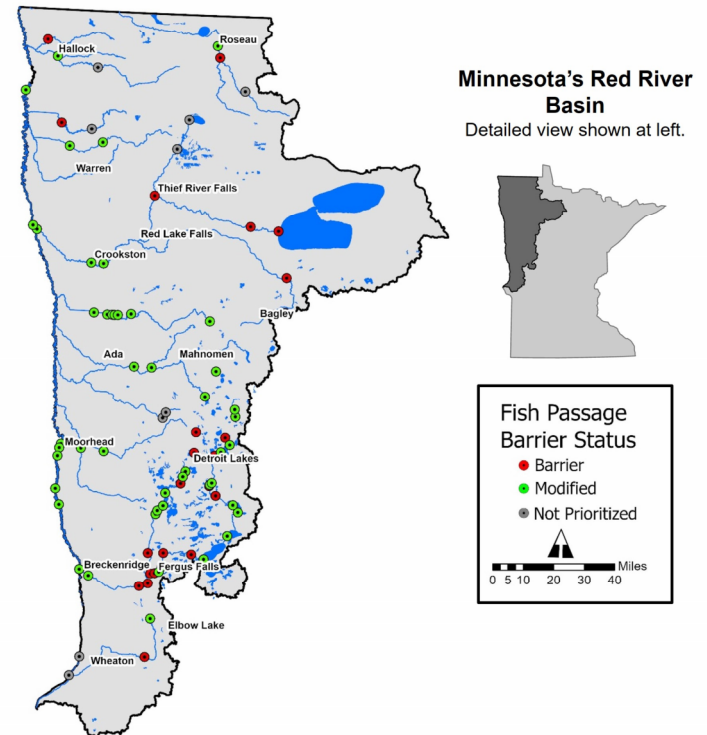 Hallock
Roseau
Warren
Thief River Falls
Red Lake Falls
Crookston
Bagley
Ada
Mahnomen
Moorhead
Detroit Lakes
Breckenridge
Fergus Falls
Elbow Lake
Wheaton
Minnesota's Red River
Basin
Detailed view shown at left.
Fish Passage
Barrier Status
Barrier
Modified
Not Prioritized
Miles
0 5 10 20 30 40